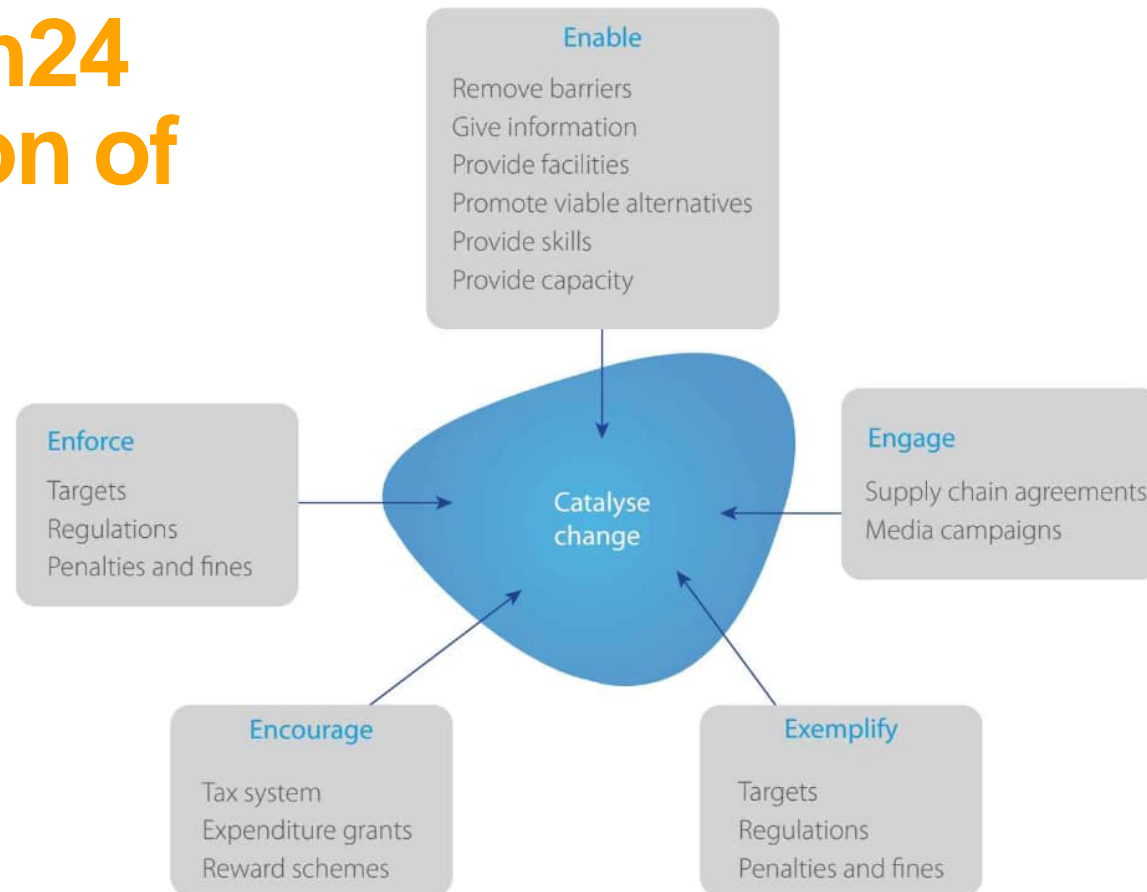 n24
on of
Enable
Remove barriers
Give information
Provide facilities
Promote viable alternatives
Provide skills
Provide capacity
Enforce
Targets
Regulations
Penalties and fines
Catalyse
change
Engage
Supply chain agreements
Media campaigns
Encourage
Tax system
Expenditure grants
Reward schemes
Exemplify
Targets
Regulations
Penalties and fines